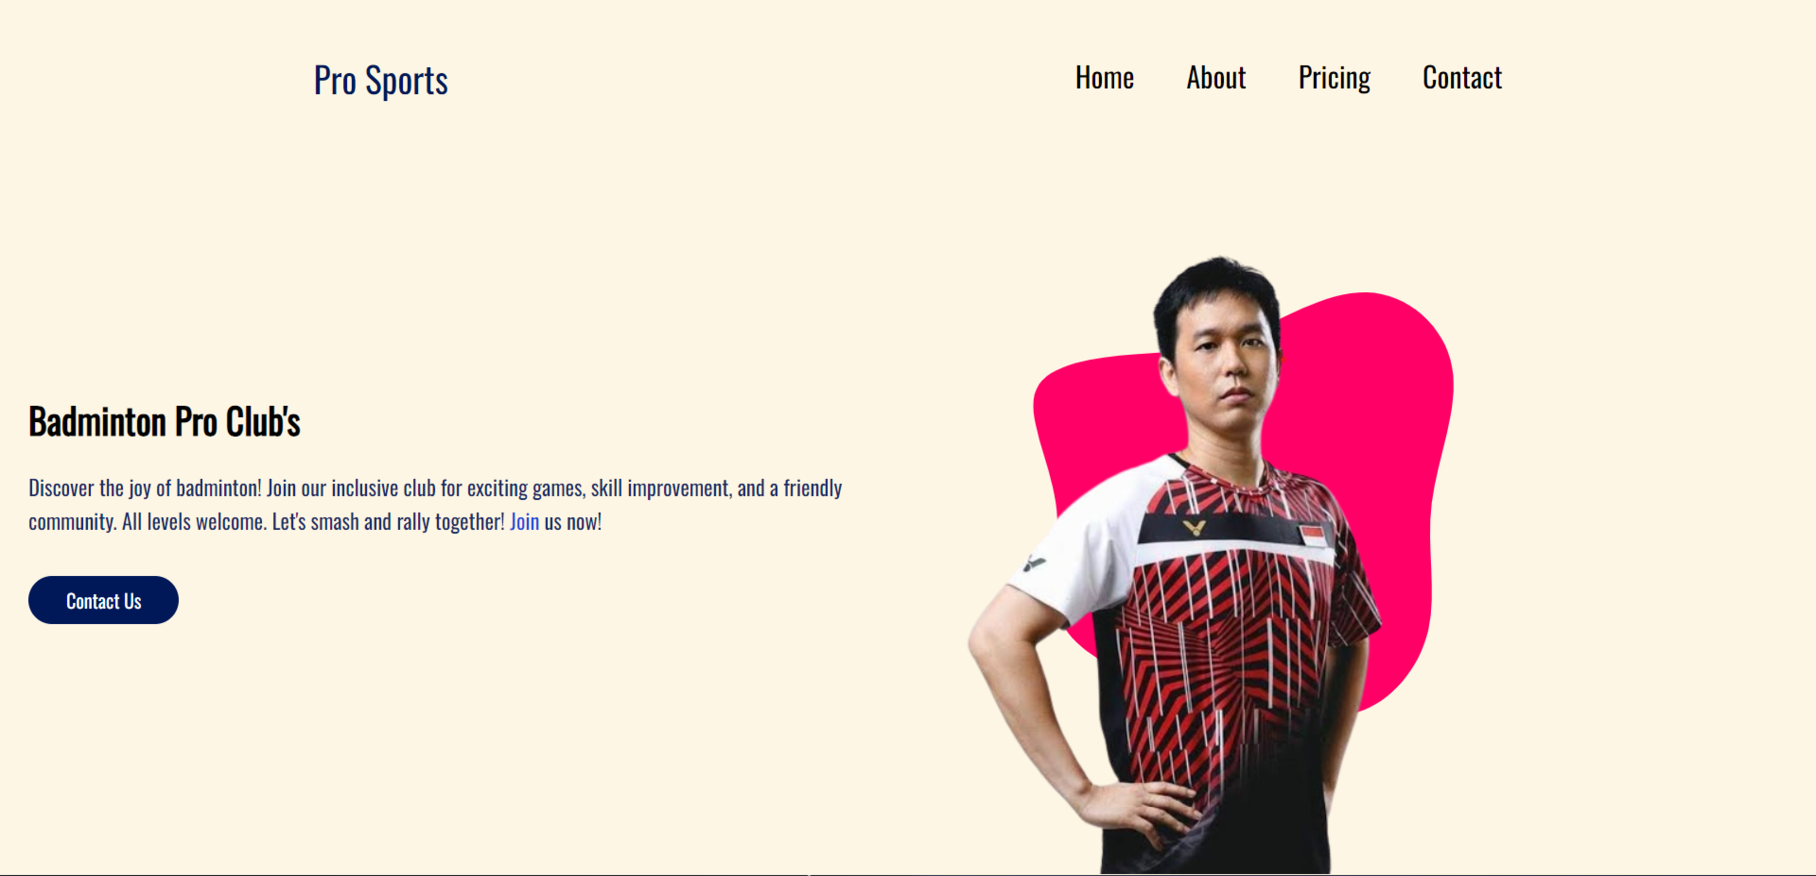 Pro Sports
Home About Pricing Contact
Badminton Pro Club's
Discover the joy of badminton! Join our inclusive club for exciting games, skill improvement, and a friendly
community. All levels welcome. Let's smash and rally together! Join us now!
Contact Us